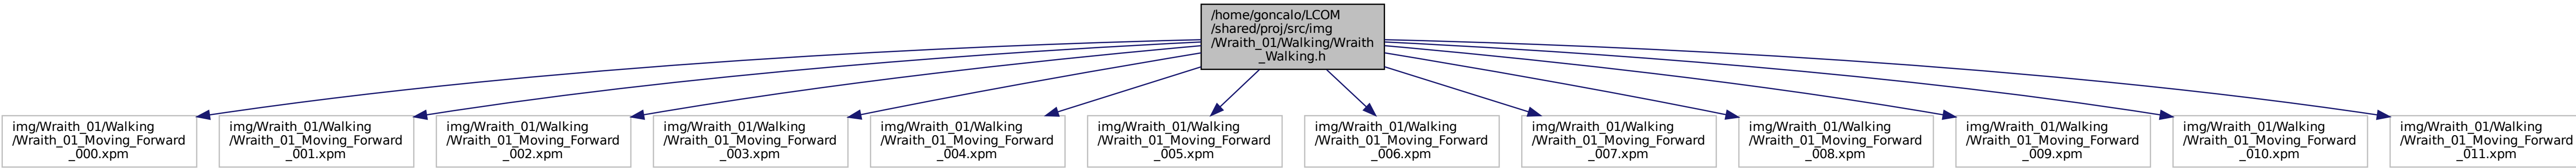 /home/goncalo/LCOM
/shared/proj/src/img
/Wraith_01/Walking/Wraith
_Walking.h
img/Wraith_01/Walking
/Wraith_01_Moving_Forward
_000.xpm
img/Wraith_01/Walking
/Wraith_01_Moving_Forward
_001.xpm
img/Wraith_01/Walking
/Wraith_01_Moving_Forward
_002.xpm
img/Wraith_01/Walking
/Wraith_01_Moving_Forward
_003.xpm
img/Wraith_01/Walking
/Wraith_01_Moving_Forward
_004.xpm
img/Wraith_01/Walking
/Wraith_01_Moving_Forward
_005.xpm
img/Wraith_01/Walking
/Wraith_01_Moving_Forward
_006.xpm
img/Wraith_01/Walking
/Wraith_01_Moving_Forward
_007.xpm
img/Wraith_01/Walking
/Wraith_01_Moving_Forward
_008.xpm
img/Wraith_01/Walking
/Wraith_01_Moving_Forward
_009.xpm
img/Wraith_01/Walking
/Wraith_01_Moving_Forward
_010.xpm
img/Wraith_01/Walking
/Wraith_01_Moving_Forward
_011.xpm